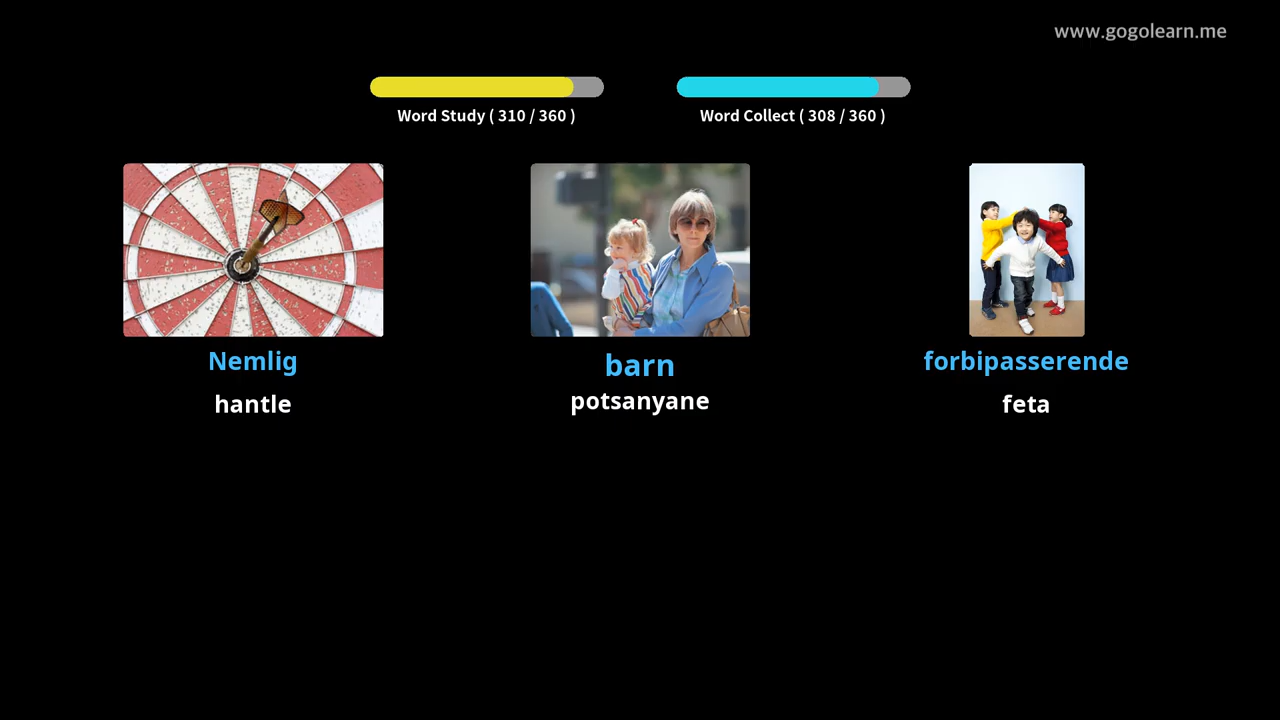 www.gogolearn.me
Word Study ( 310 / 360 )
Word Collect ( 308 / 360 )
Nemlig
hantle
barn
potsanyane
forbipasserende
feta